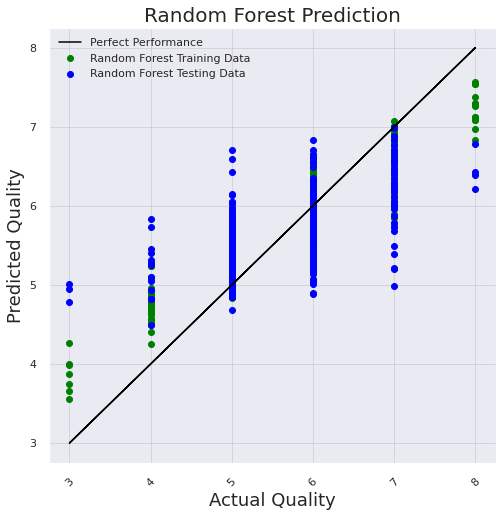 Random Forest Prediction
Perfect Performance
Random Forest Training Data
Random Forest Testing Data
Predicted Quality
8
7
6
5
4
3
3 4 5 6 7 8
Actual Quality